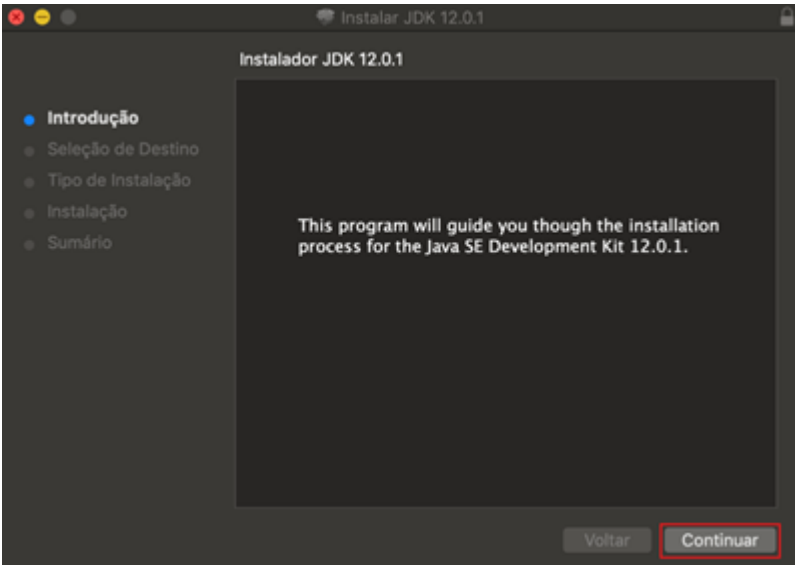 Instalar JDK 12.0.1
Instalador JDK 12.0.1
Introdução
Seleção de Destino
Tipo de Instalação
Instalação
Sumário
This program will guide you though the installation
process for the Java SE Development Kit 12.0.1.
Voltar
Continuar